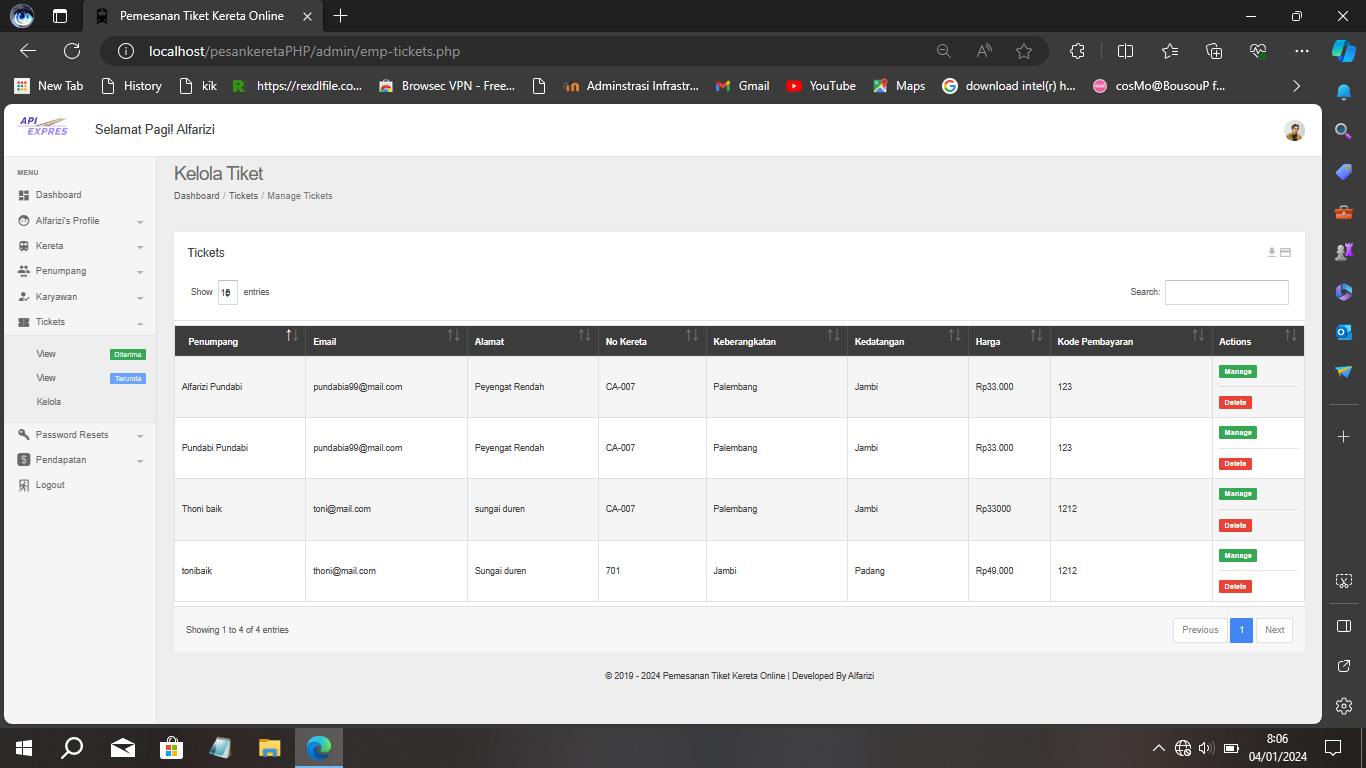 Pemesanan Tiket Kereta Online
localhost/pesankeretaPHP/admin/emp-tickets.php
New Tab History kik https://rexdlfile.co... Browsec VPN - Free... Adminstrasi Infrastr... Gmail YouTube Maps download intel(r) h... cosMo@BousouP f...
API EXPRES
Selamat Pagi! Alfarizi
MENU
Dashboard
Alfarizi's Profile
Kereta
Penumpang
Karyawan
Tickets
View Diterima
View Terunda
Kelola
Password Resets
Pendapatan
Logout
Kelola Tiket
Dashboard / Tickets / Manage Tickets
Tickets
Show entries Search:
Penumpang Email Alamat No Kereta Keberangkatan Kedatangan Harga Kode Pembayaran Actions
Alfarizi Pundabi pundabia99@mail.com Peyengat Rendah CA-007 Palembang Jambi Rp33.000 123 Manage
Delete
Pundabi Pundabi pundabia99@mail.com Peyengat Rendah CA-007 Palembang Jambi Rp33.000 123 Manage
Delete
Thoni baik toni@mail.com sungai duren CA-007 Palembang Jambi Rp33000 1212 Manage
Delete
tonibaik thoni@mail.com Sungai duren 701 Jambi Padang Rp49.000 1212 Manage
Delete
Showing 1 to 4 of 4 entries Previous 1 Next
© 2019 - 2024 Pemesanan Tiket Kereta Online | Developed By Alfarizi
8:06
04/01/2024